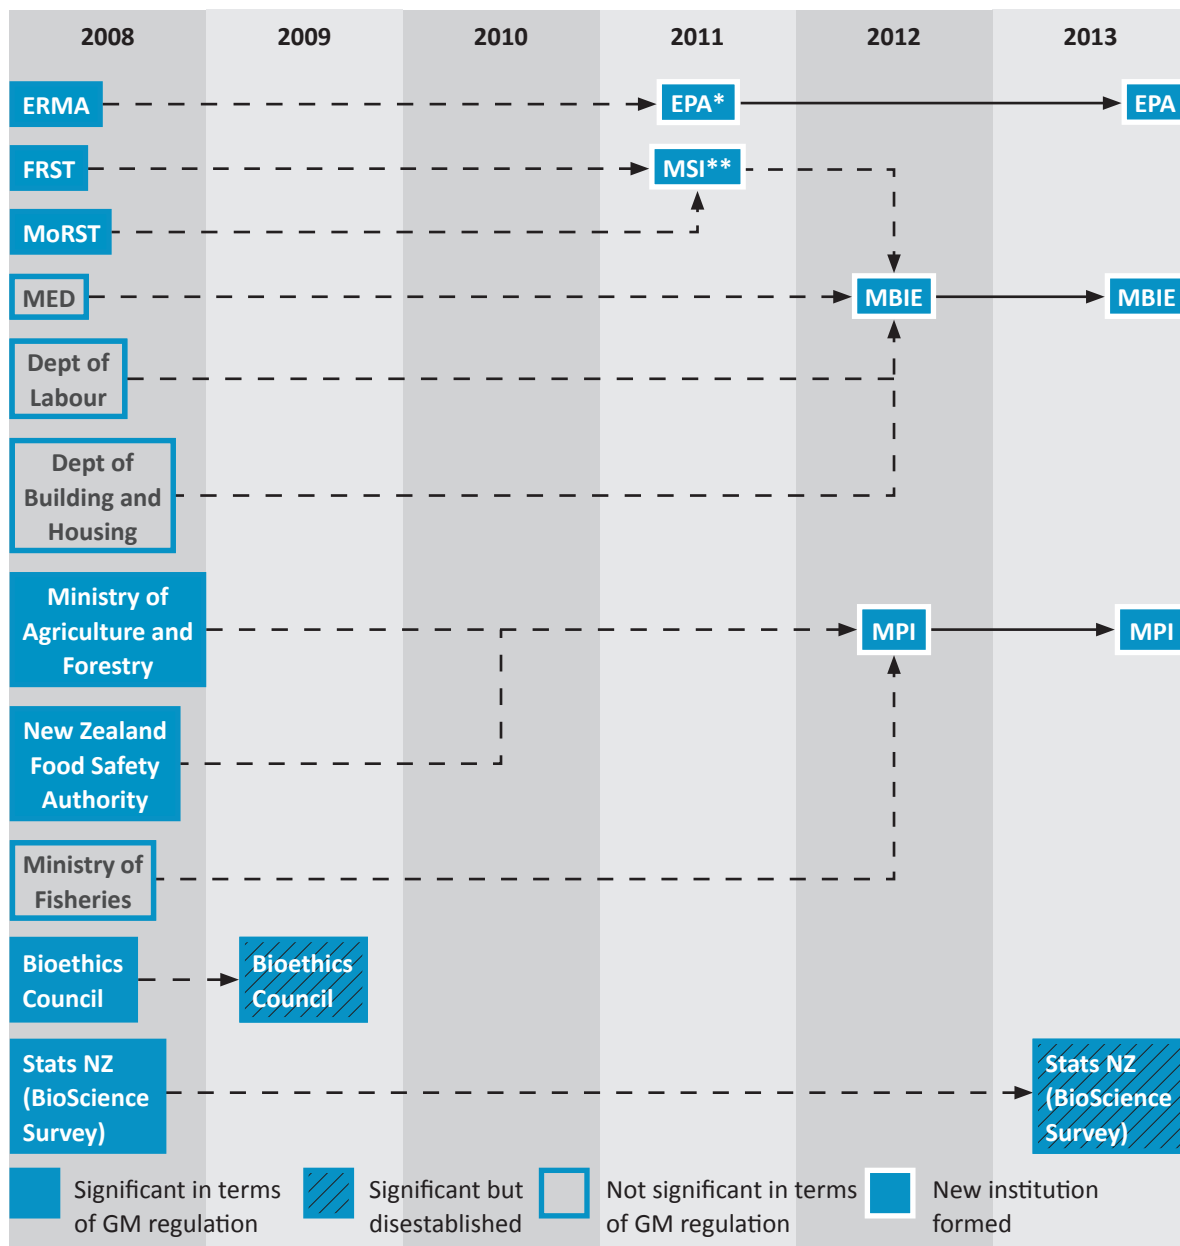 2008 2009 2010 2011 2012 2013
ERMA EPA* EPA
FRST MSI**
MoRST
MED MBIE MBIE
Dept of
Labour
Dept of
Building and
Housing
Ministry of
Agriculture and
Forestry
MPI MPI
New Zealand
Food Safety
Authority
Ministry of
Fisheries
Bioethics
Council
Bioethics
Council
Stats NZ
(BioScience
Survey)
Stats NZ
(BioScience
Survey)
Significant in terms
of GM regulation
Significant but
disestablished
Not significant in terms
of GM regulation
New institution
formed